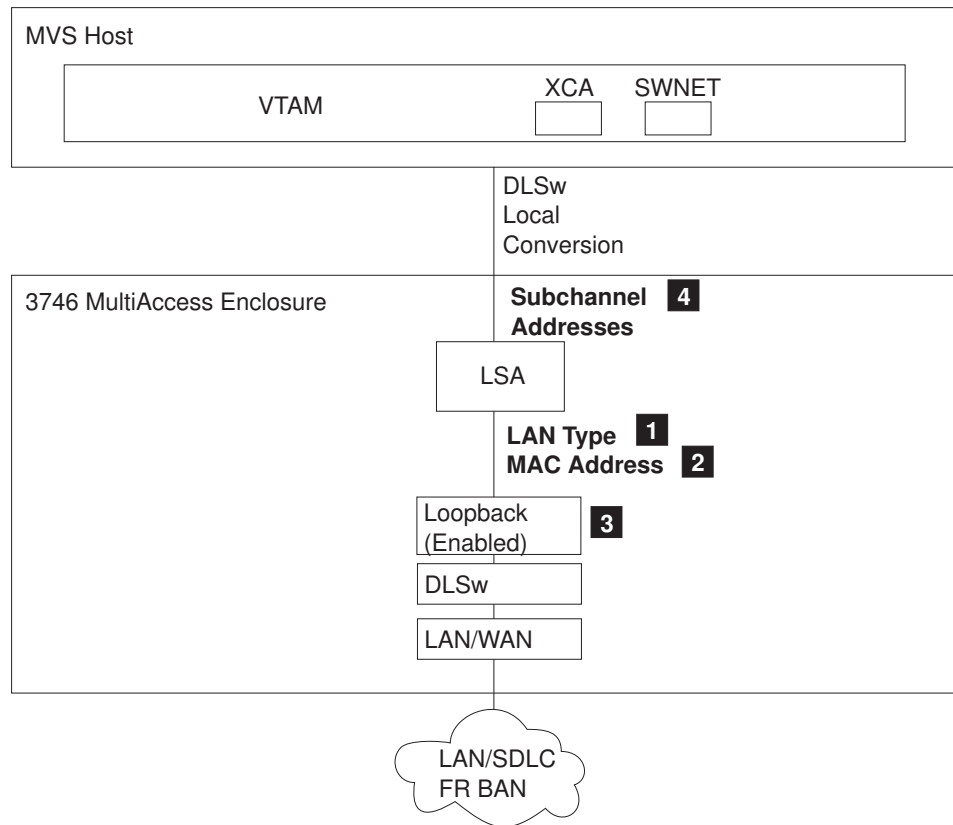 MVS Host
XCA SWNET
VTAM
DLSw
Local
Conversion
3746 MultiAccess Enclosure
Subchannel 4
Addresses
LSA
LAN Type 1
MAC Address 2
Loopback 3
(Enabled)
DLSw
LAN/WAN
LAN/SDLC
FR BAN